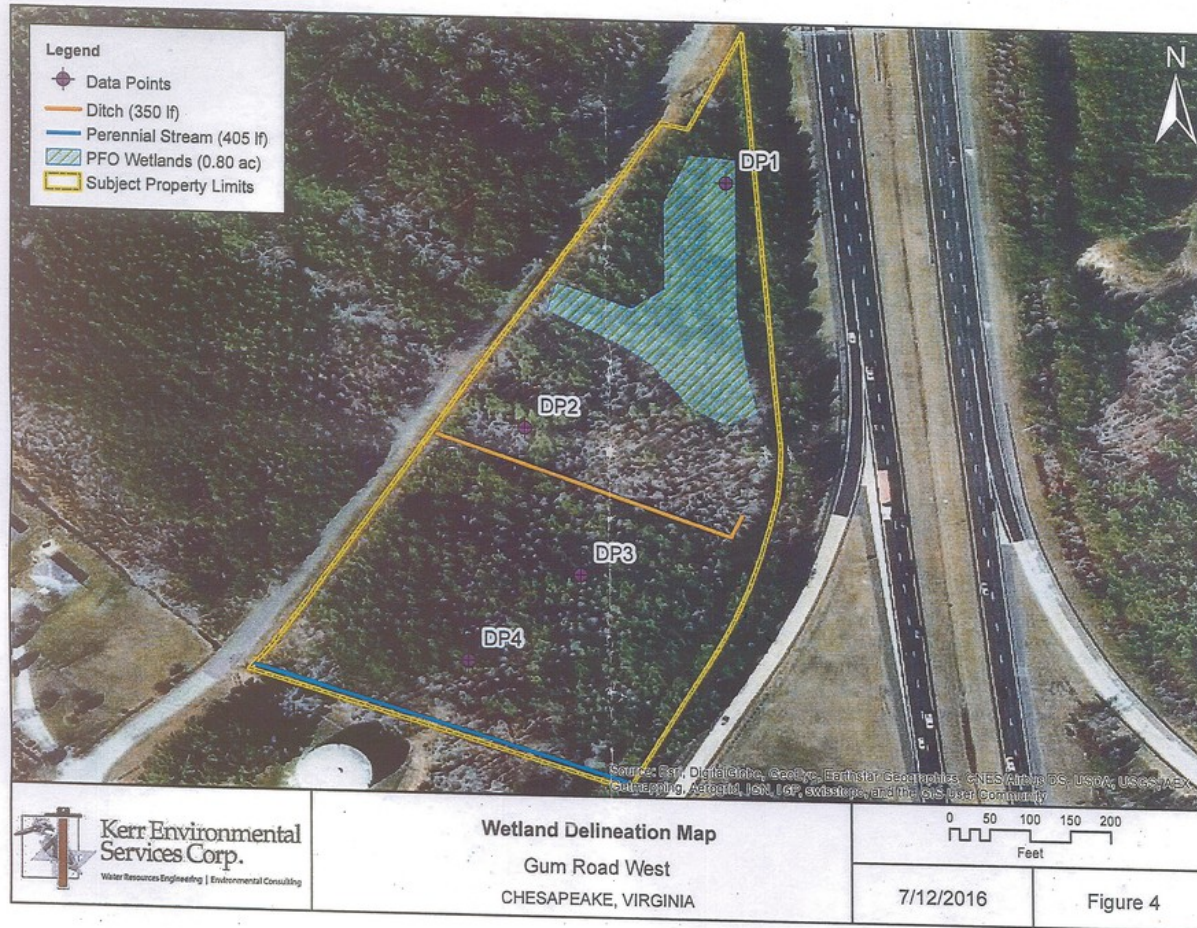 Legend
Data Points
Ditch (350 lf)
Perennial Stream (405 lf)
PFO Wetlands (0.80 ac)
Subject Property Limits
N
DP1
DP2
DP3
DP4
Source: Esri, DigitalGlobe, GeoEye, Earthstar Geographics, CNES/Airbus DS, USDA, USGS, AEX,
Getmapping, Aerogrid, IGN, IGP, swisstopo, and the GIS User Community
Kerr Environmental
Services Corp.
Water Resources Engineering | Environmental Consulting
Wetland Delineation Map
Gum Road West
CHESAPEAKE, VIRGINIA
0 50 100 150 200
Feet
7/12/2016
Figure 4